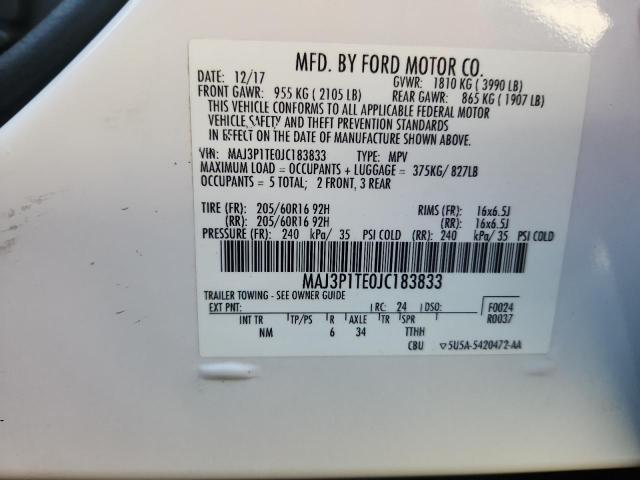 MFD. BY FORD MOTOR CO.
DATE: 12/17 GVWR: 1810 KG ( 3990 LB)
FRONT GAWR: 955 KG ( 2105 LB) REAR GAWR: 865 KG ( 1907 LB)
THIS VEHICLE CONFORMS TO ALL APPLICABLE FEDERAL MOTOR
VEHICLE SAFETY AND THEFT PREVENTION STANDARDS
IN EFFECT ON THE DATE OF MANUFACTURE SHOWN ABOVE.
VIN: MAJ3P1TE0JC183833 TYPE: MPV
MAXIMUM LOAD = OCCUPANTS + LUGGAGE = 375KG/ 827LB
OCCUPANTS = 5 TOTAL; 2 FRONT, 3 REAR
TIRE (FR): 205/60R16 92H RIMS (FR): 16x6.5J
(RR): 205/60R16 92H (RR): 16x6.5J
PRESSURE (FR): 240 kPa/ 35 PSI COLD (RR): 240 kPa/ 35 PSI COLD
MAJ3P1TE0JC183833
TRAILER TOWING - SEE OWNER GUIDE
EXT PNT: RC: 24 DSO: F0024
R0037
INT TR TP/PS R AXLE TR SPR
NM 6 34 TTHH
CBU ▽5U5A-5420472-AA